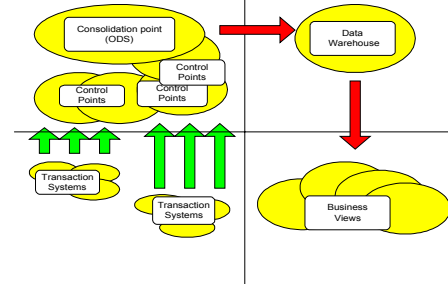 Consolidation point
(ODS)
Data
Warehouse
Control
Points
Control
Points
Control
Points
Transaction
Systems
Transaction
Systems
Business
Views